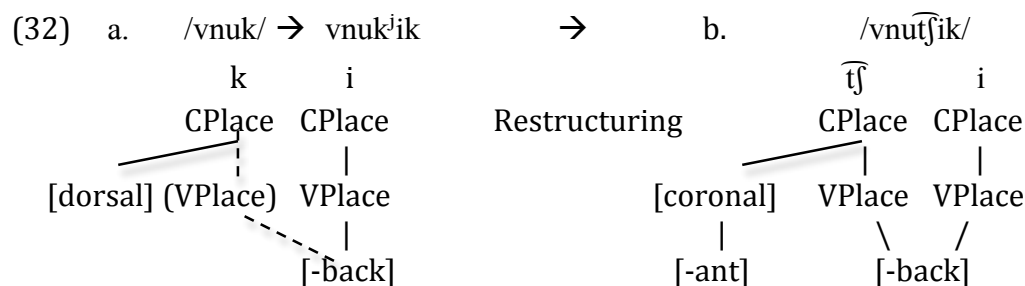 (32) a. /vnuk/ → vnukʲik → b. /vnut͡ʃik/
k i t͡ʃ i
CPlace CPlace Restructuring CPlace CPlace
[dorsal] (VPlace) VPlace [coronal] VPlace VPlace
[-back] [-ant] [-back]